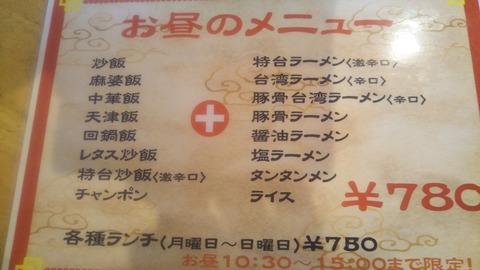 お昼のメニュー
炒飯
麻婆飯
中華飯
天津飯
回鍋飯
レタス炒飯
特台炒飯〈激辛口〉
チャンポン
+
特台ラーメン〈激辛口〉
台湾ラーメン〈辛口〉
豚骨台湾ラーメン〈辛口〉
豚骨ラーメン
醬油ラーメン
塩ラーメン
タンタンメン
ライス
¥780
各種ランチ(月曜日~日曜日)¥750
お昼10:30~15:00まで限定!